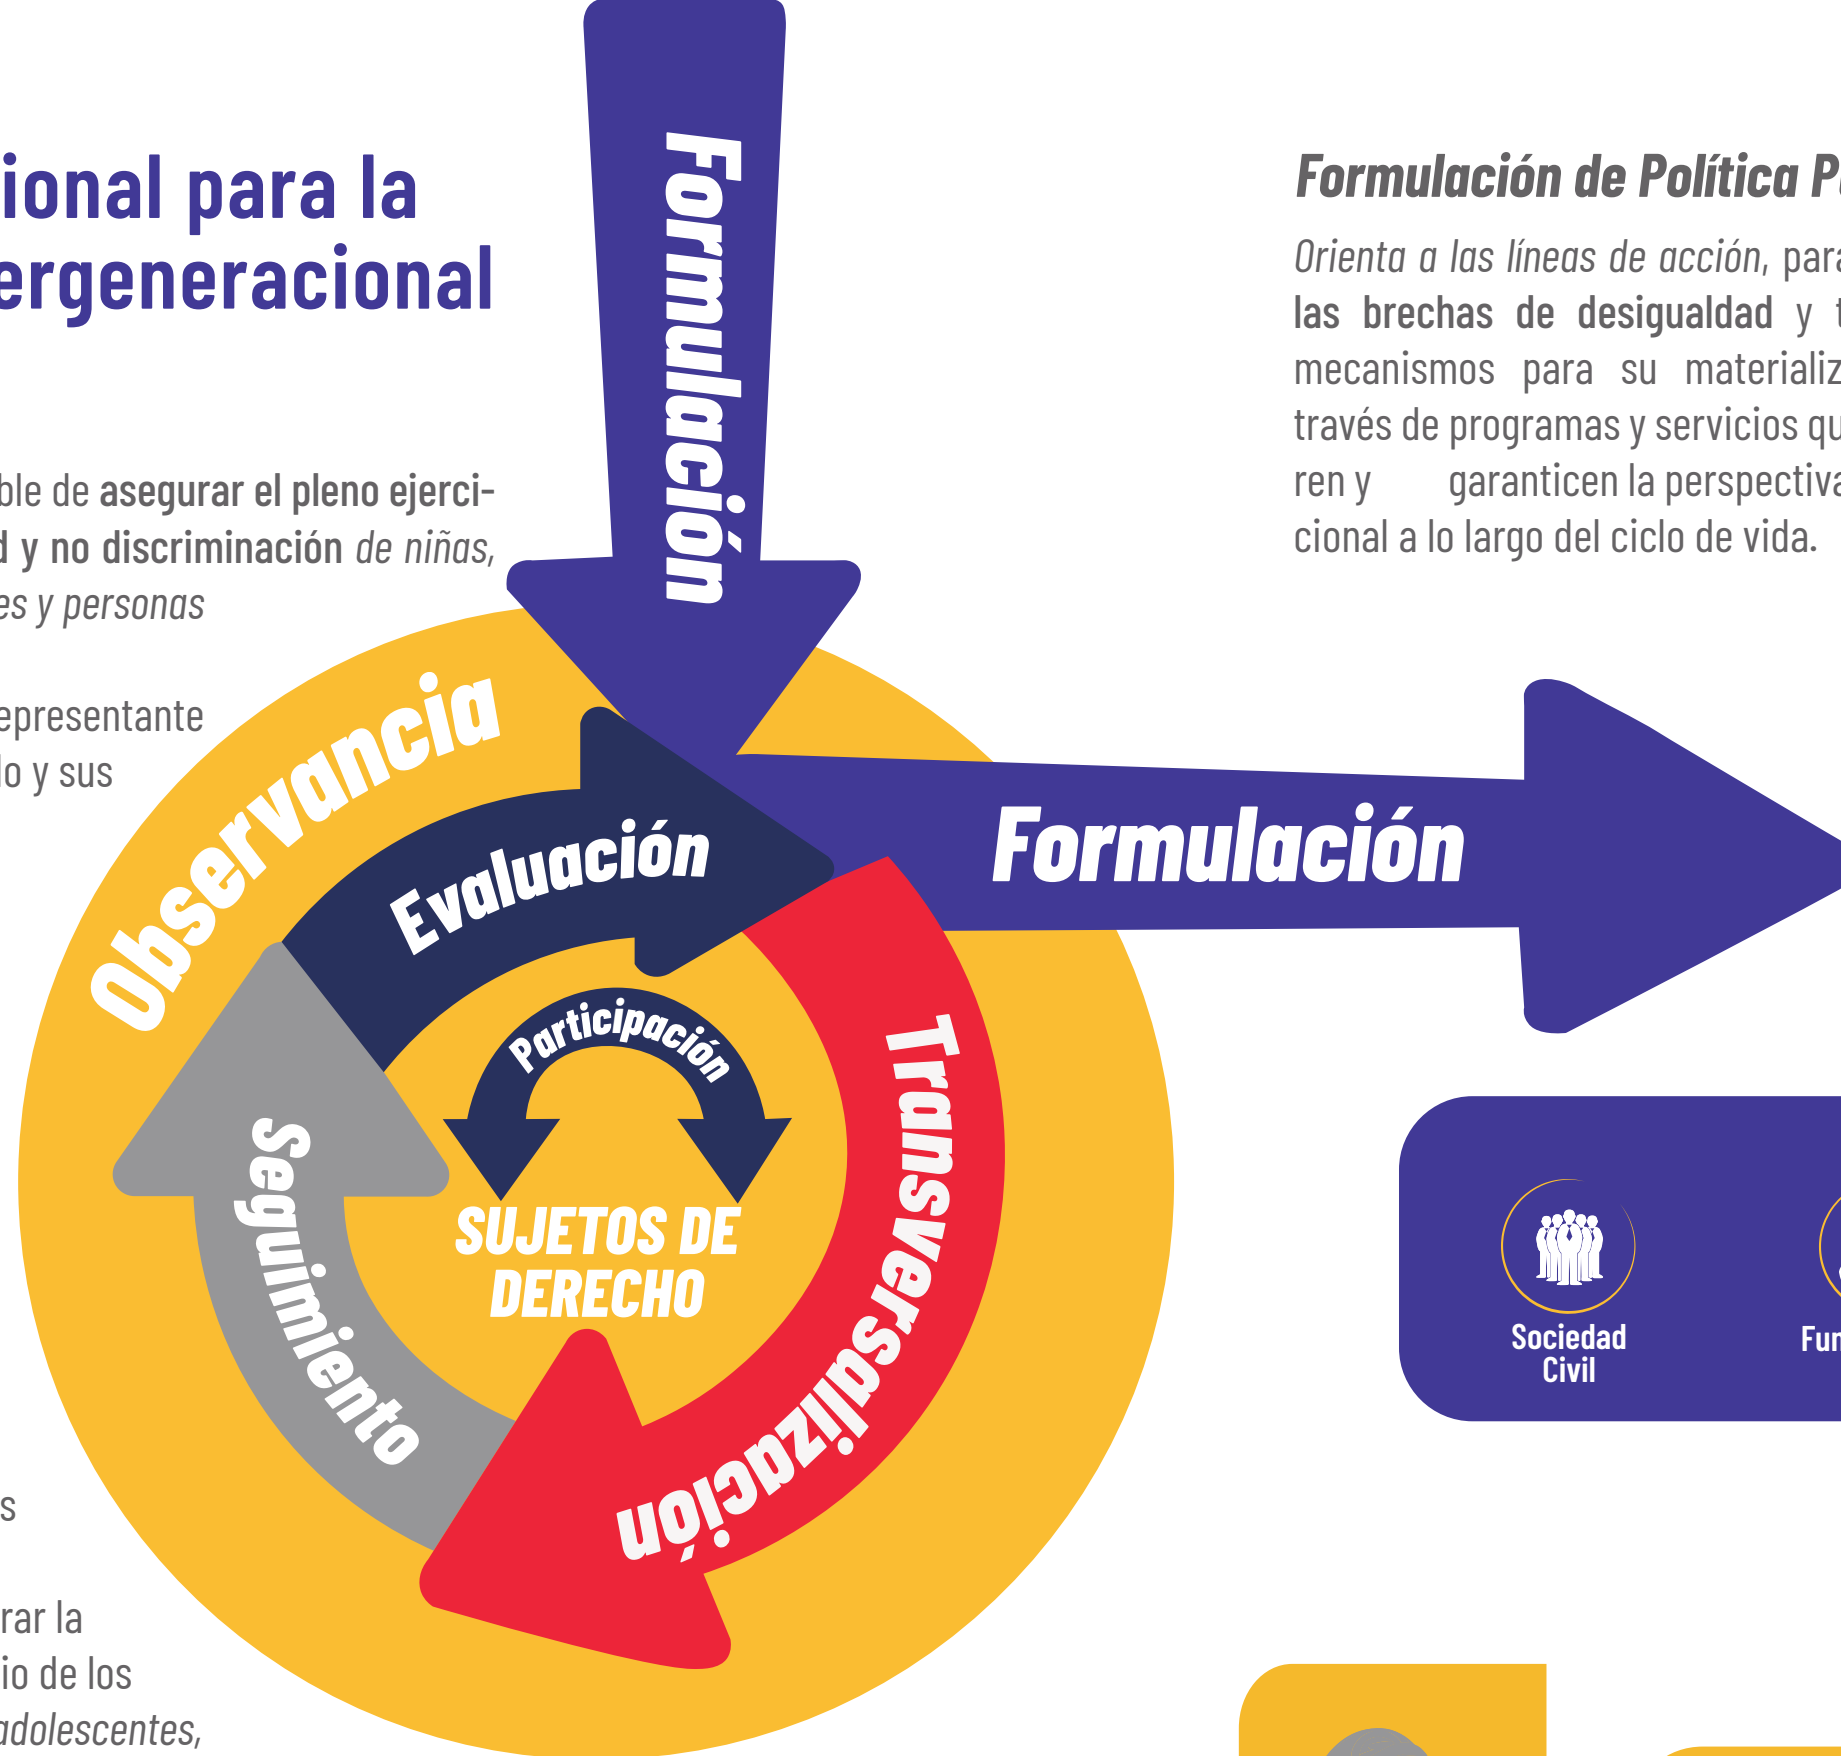 ional para la
ergeneracional
ble de asegurar el pleno ejerci-
d y no discriminación de niñas,
es y personas
epresentante
lo y sus
s
rar la
io de los
adolescentes,
Formulación
Observancia
Evaluación
Formulación
Participación
SUJETOS DE
DERECHO
Transversalización
Seguimiento
Formulación de Política P
Orienta a las líneas de acción, para
las brechas de desigualdad y t
mecanismos para su materializ
través de programas y servicios qu
ren y garanticen la perspectiva
cional a lo largo del ciclo de vida.
Sociedad
Civil
Fun